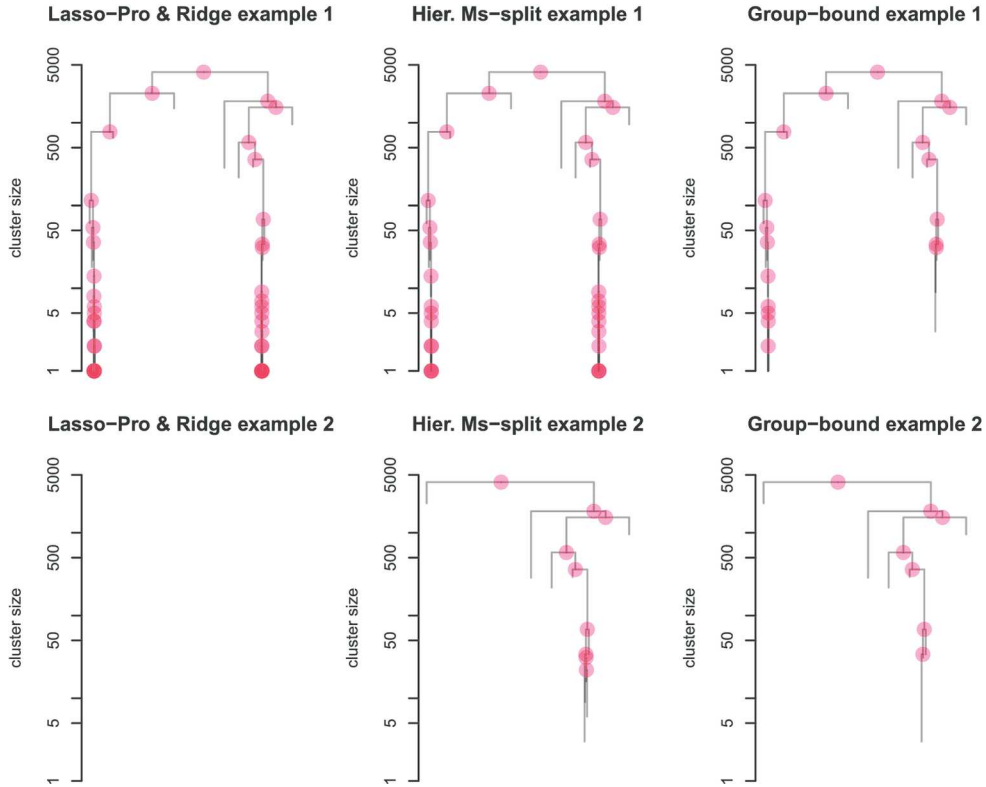 Lasso−Pro & Ridge example 1
Hier. Ms−split example 1
Group−bound example 1
cluster size
5000
500
50
5
1
cluster size
5000
500
50
5
1
cluster size
5000
500
50
5
1
Lasso−Pro & Ridge example 2
Hier. Ms−split example 2
Group−bound example 2
cluster size
5000
500
50
5
1
cluster size
5000
500
50
5
1
cluster size
5000
500
50
5
1